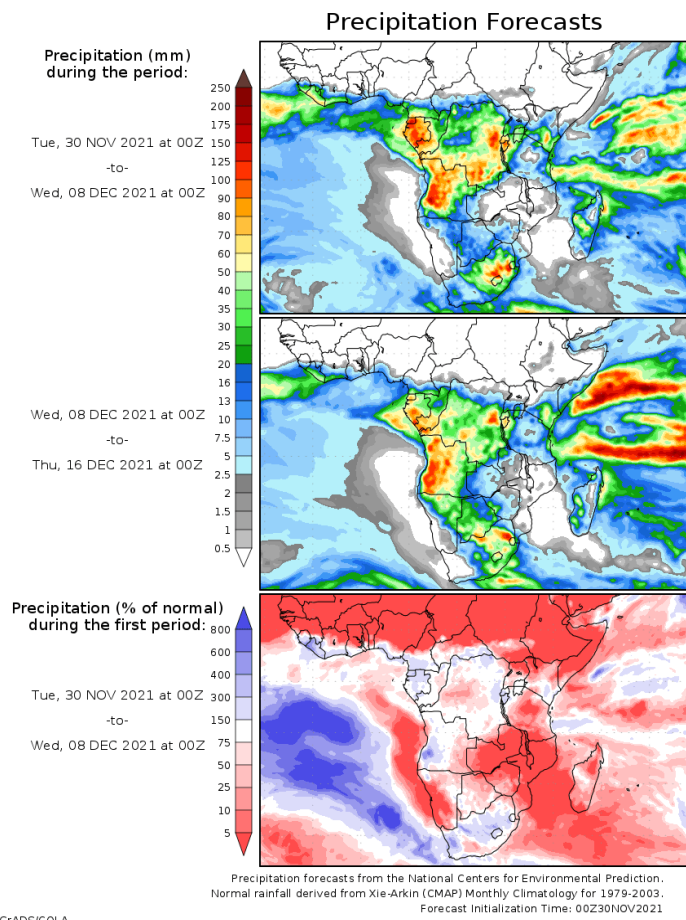 Precipitation Forecasts
Precipitation (mm)
during the period:
Tue, 30 NOV 2021 at 00Z
-to-
Wed, 08 DEC 2021 at 00Z
250
200
175
150
125
100
90
80
70
60
50
40
35
30
25
20
16
13
10
7.5
5
2.5
2
1.5
1
0.5
Wed, 08 DEC 2021 at 00Z
-to-
Thu, 16 DEC 2021 at 00Z
Precipitation (% of normal)
during the first period:
Tue, 30 NOV 2021 at 00Z
-to-
Wed, 08 DEC 2021 at 00Z
800
600
400
300
150
75
50
25
10
5
Precipitation forecasts from the National Centers for Environmental Prediction.
Normal rainfall derived from Xie-Arkin (CMAP) Monthly Climatology for 1979-2003.
Forecast Initialization Time: 00Z30NOV2021